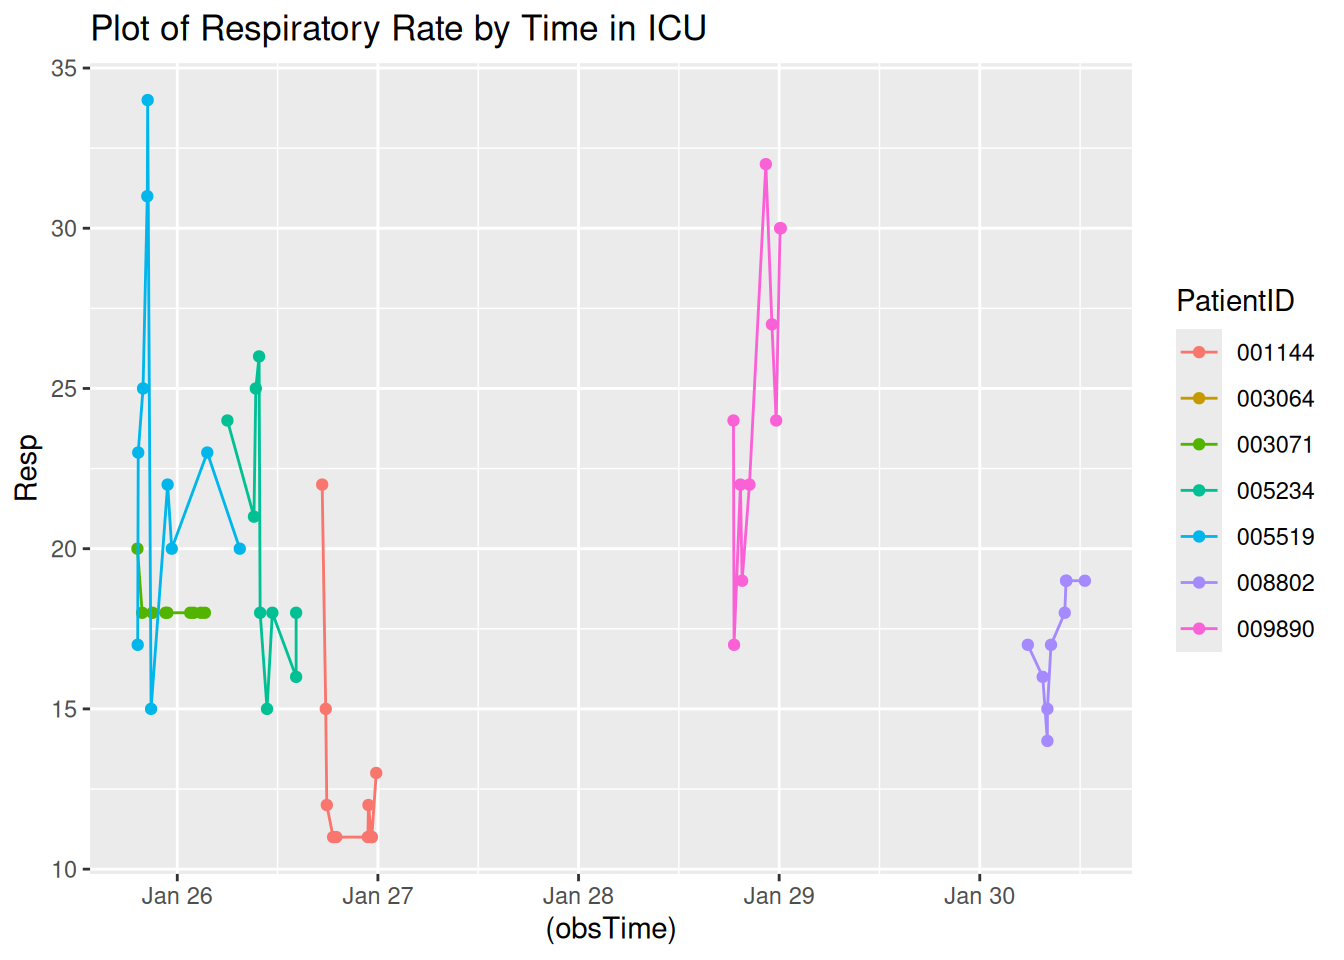 Plot of Respiratory Rate by Time in ICU
35
30
25
20
15
10
Resp
Jan 26
Jan 27
Jan 28
Jan 29
Jan 30
(obsTime)
PatientID
001144
003064
003071
005234
005519
008802
009890